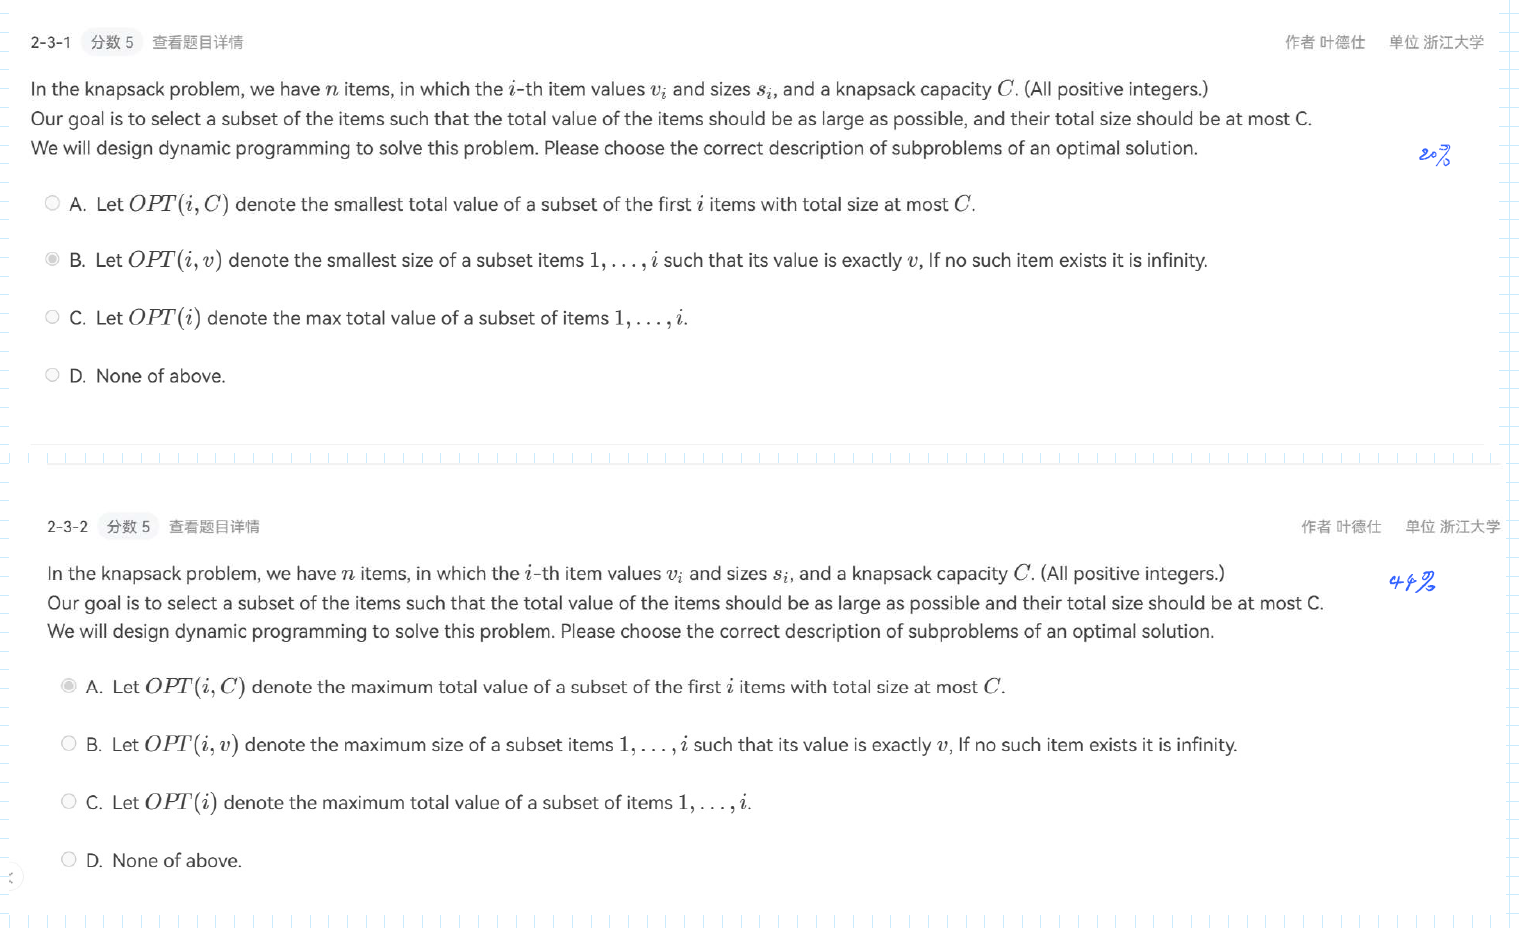 2-3-1 分数 5 查看题目详情 作者 叶德仕 单位 浙江大学
In the knapsack problem, we have n items, in which the i-th item values v_i and sizes s_i, and a knapsack capacity C. (All positive integers.)
Our goal is to select a subset of the items such that the total value of the items should be as large as possible, and their total size should be at most C.
We will design dynamic programming to solve this problem. Please choose the correct description of subproblems of an optimal solution.
20%
A. Let OPT(i, C) denote the smallest total value of a subset of the first i items with total size at most C.
B. Let OPT(i, v) denote the smallest size of a subset items 1, . . . , i such that its value is exactly v, If no such item exists it is infinity.
C. Let OPT(i) denote the max total value of a subset of items 1, . . . , i.
D. None of above.
2-3-2 分数 5 查看题目详情 作者 叶德仕 单位 浙江大学
In the knapsack problem, we have n items, in which the i-th item values v_i and sizes s_i, and a knapsack capacity C. (All positive integers.)
44%
Our goal is to select a subset of the items such that the total value of the items should be as large as possible and their total size should be at most C.
We will design dynamic programming to solve this problem. Please choose the correct description of subproblems of an optimal solution.
A. Let OPT(i, C) denote the maximum total value of a subset of the first i items with total size at most C.
B. Let OPT(i, v) denote the maximum size of a subset items 1, . . . , i such that its value is exactly v, If no such item exists it is infinity.
C. Let OPT(i) denote the maximum total value of a subset of items 1, . . . , i.
D. None of above.